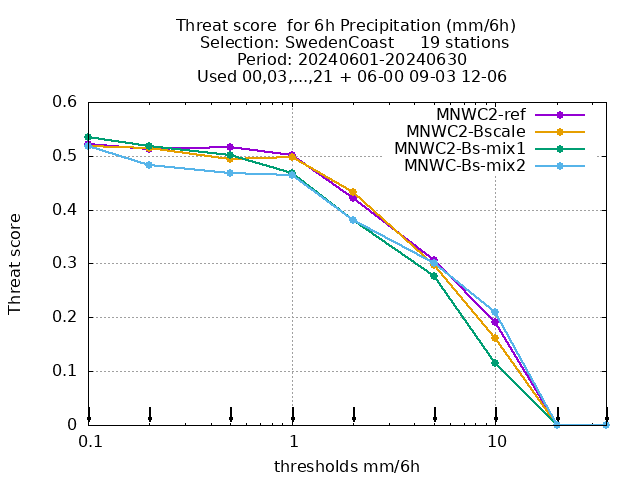 Threat score  for 6h Precipitation (mm/6h)
Selection: SwedenCoast     19 stations
Period: 20240601-20240630
Used 00,03,...,21 + 06-00 09-03 12-06
MNWC2-ref
MNWC2-Bscale
MNWC2-Bs-mix1
MNWC-Bs-mix2
Threat score
0.6
0.5
0.4
0.3
0.2
0.1
0
0.1 1 10
thresholds mm/6h